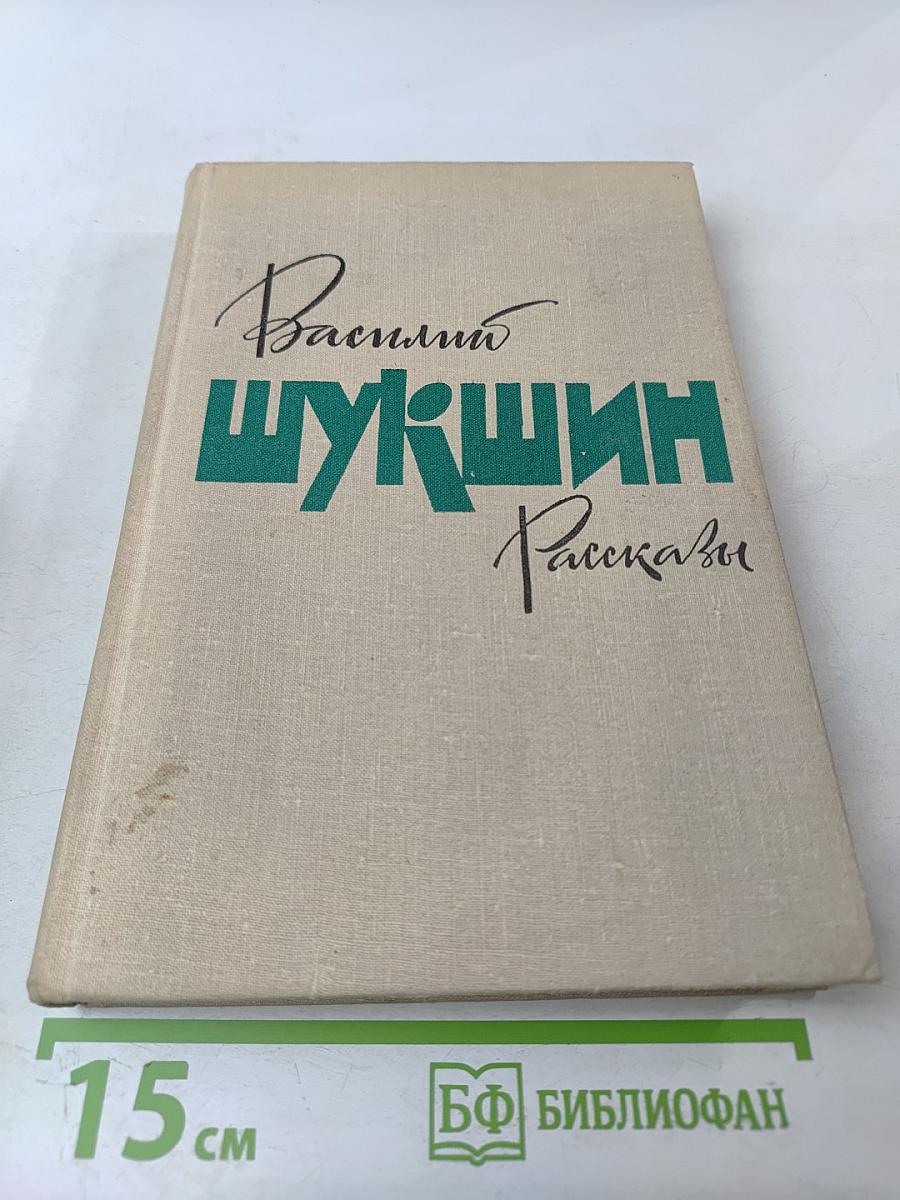 Василий
ШУКШИН
Рассказы
15 см
БФ БИБЛИОФАН